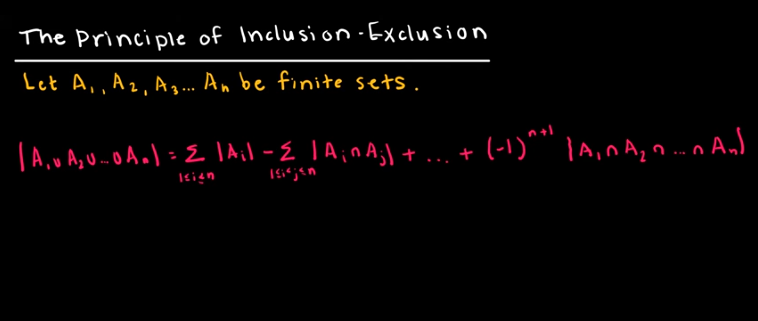 The Principle of Inclusion-Exclusion
Let A₁, A₂, A₃... Aₙ be finite sets.
|A₁ ∪ A₂ ∪ ... ∪ Aₙ| = Σ |Aᵢ| - Σ |Aᵢ ∩ Aⱼ| + ... + (-1)ⁿ⁺¹ |A₁ ∩ A₂ ∩ ... ∩ Aₙ|
1≤i≤n 1≤i<j≤n